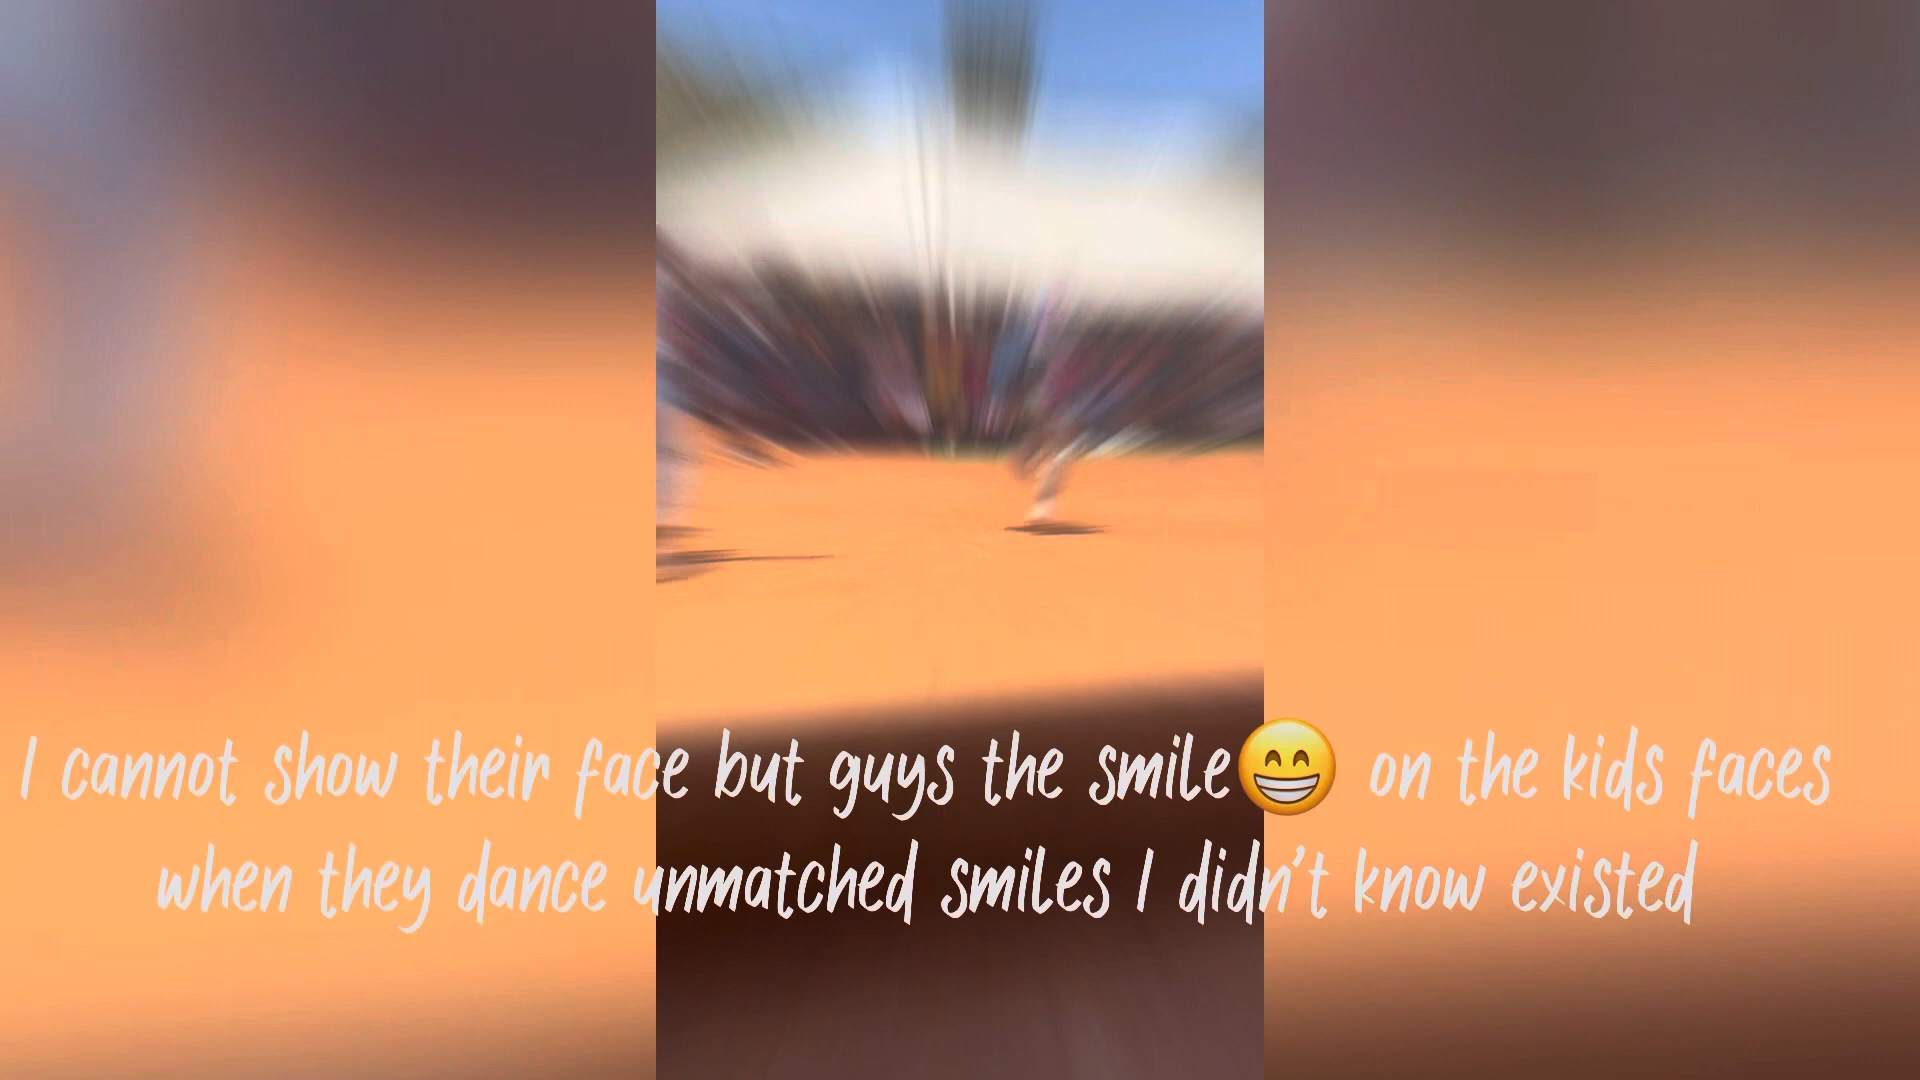 I cannot show their face but guys the smile😁 on the kids faces
when they dance unmatched smiles I didn't know existed